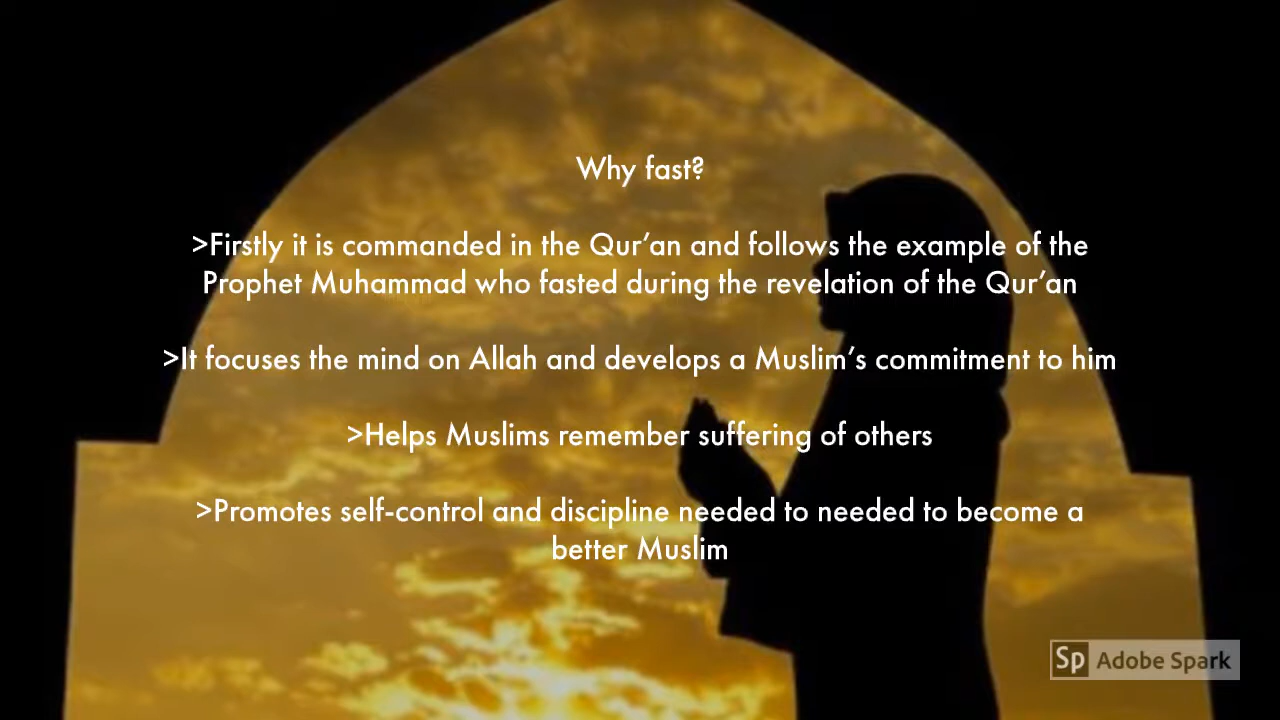 Why fast?
>Firstly it is commanded in the Qur’an and follows the example of the
Prophet Muhammad who fasted during the revelation of the Qur’an
>It focuses the mind on Allah and develops a Muslim’s commitment to him
>Helps Muslims remember suffering of others
>Promotes self-control and discipline needed to needed to become a
better Muslim
Sp Adobe Spark